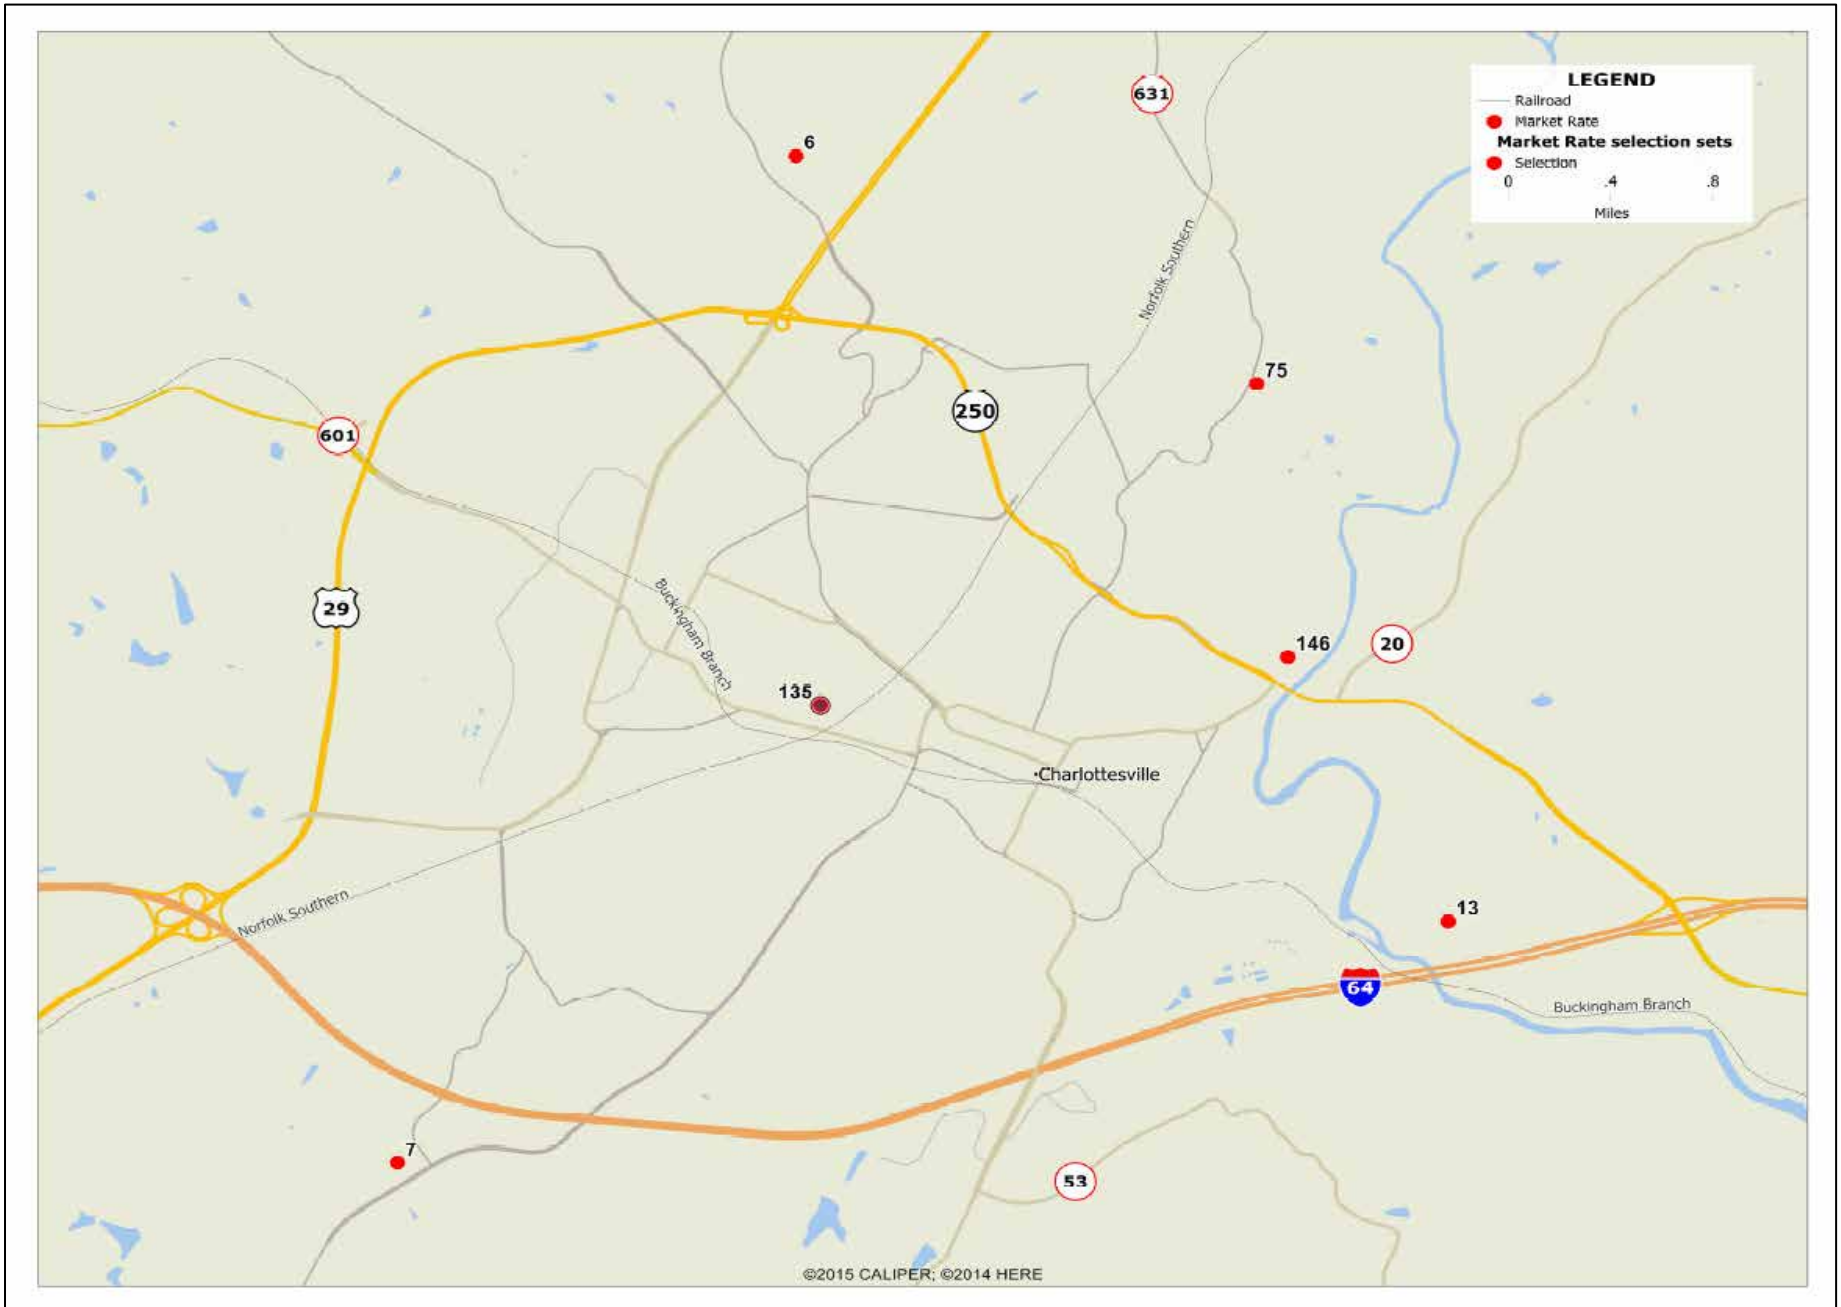 LEGEND
Railroad
Market Rate
Market Rate selection sets
Selection
0 .4 .8
Miles
631
6
Norfolk Southern
75
250
601
29
Buckingham Branch
146
20
135
Charlottesville
Norfolk Southern
13
64
Buckingham Branch
7
53
©2015 CALIPER; ©2014 HERE